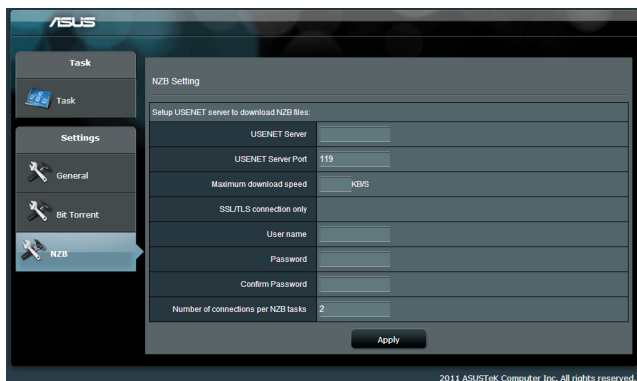 ASUS
Task
Task
Settings
General
Bit Torrent
NZB
NZB Setting
Setup USENET server to download NZB files:
USENET Server
USENET Server Port 119
Maximum download speed KB/S
SSL/TLS connection only
User name
Password
Confirm Password
Number of connections per NZB tasks 2
Apply
2011 ASUSTeK Computer Inc. All rights reserved.